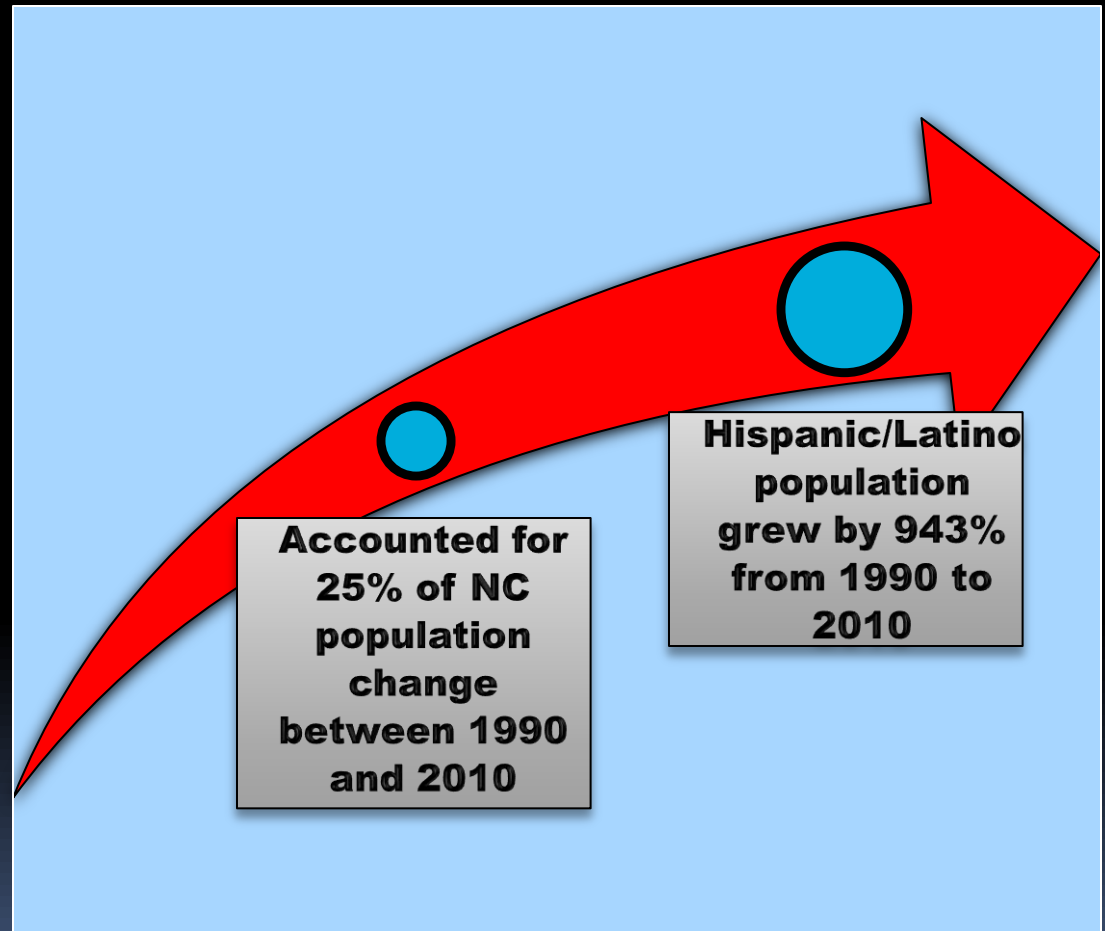 Accounted for
25% of NC
population
change
between 1990
and 2010
Hispanic/Latino
population
grew by 943%
from 1990 to
2010